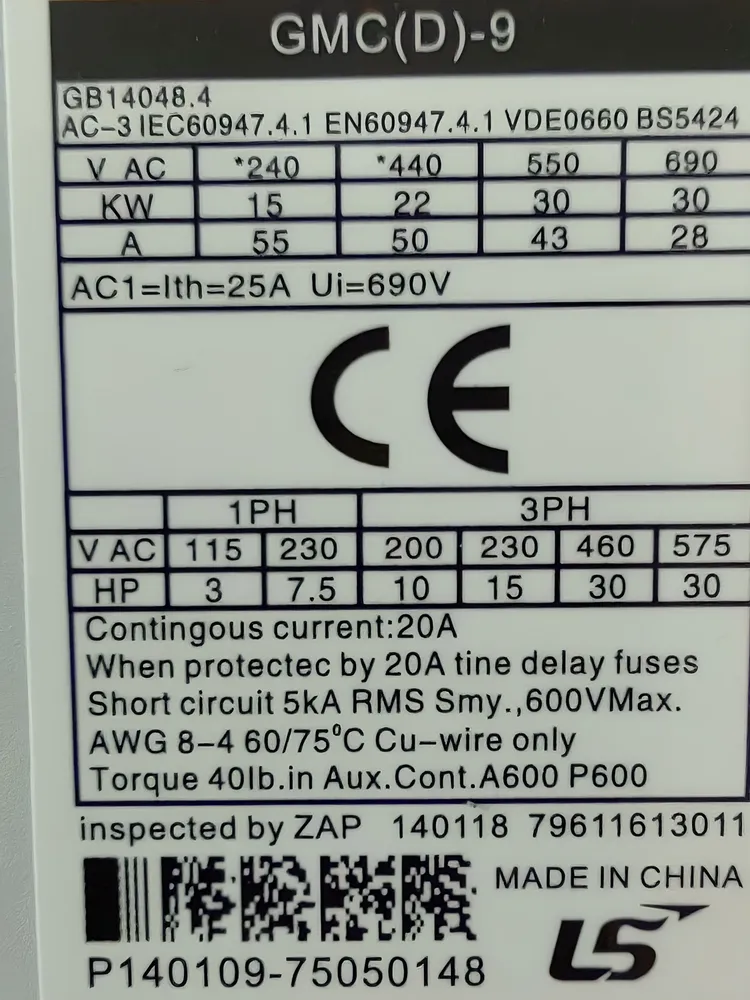 GMC(D)-9
GB14048.4
AC-3 IEC60947.4.1 EN60947.4.1 VDE0660 BS5424
V AC *240 *440 550 690
KW 15 22 30 30
A 55 50 43 28
AC1=Ith=25A Ui=690V
CE
1PH 3PH
V AC 115 230 200 230 460 575
HP 3 7.5 10 15 30 30
Contingous current:20A
When protectec by 20A tine delay fuses
Short circuit 5kA RMS Smy.,600VMax.
AWG 8-4 60/75⁰C Cu-wire only
Torque 40lb.in Aux.Cont.A600 P600
inspected by ZAP 140118 79611613011
MADE IN CHINA
LS
P140109-75050148